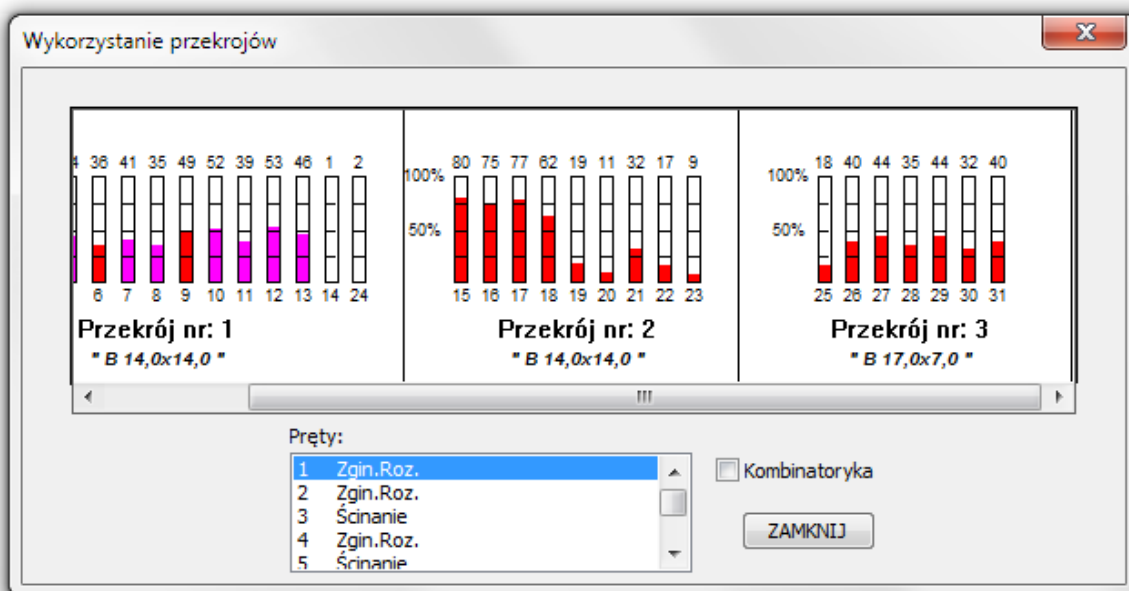 Wykorzystanie przekrojów
4 36 41 35 49 52 39 53 46 1 2
6 7 8 9 10 11 12 13 14 24
Przekrój nr: 1
" B 14,0x14,0 "
80 75 77 62 19 11 32 17 9
100%
50%
15 16 17 18 19 20 21 22 23
Przekrój nr: 2
" B 14,0x14,0 "
18 40 44 35 44 32 40
100%
50%
25 26 27 28 29 30 31
Przekrój nr: 3
" B 17,0x7,0 "
Pręty:
1 Zgin.Roz.
2 Zgin.Roz.
3 Ścinanie
4 Zgin.Roz.
5 Ścinanie
Kombinatoryka
ZAMKNIJ